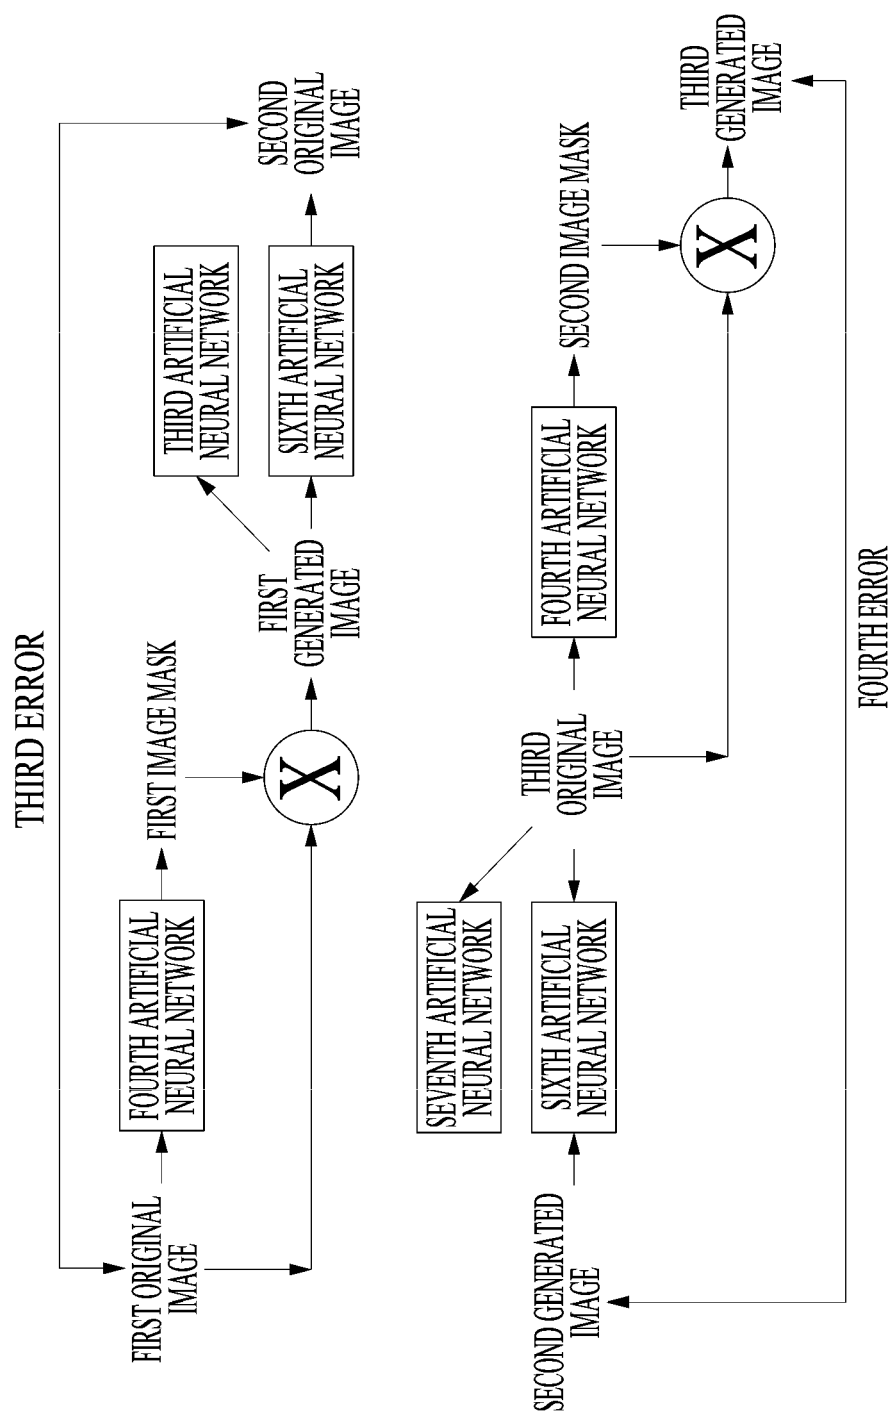 THIRD ERROR
FIRST ORIGINAL
IMAGE
FOURTH ARTIFICIAL
NEURAL NETWORK
FIRST IMAGE MASK
X
FIRST
GENERATED
IMAGE
THIRD ARTIFICIAL
NEURAL NETWORK
SIXTH ARTIFICIAL
NEURAL NETWORK
SECOND
ORIGINAL
IMAGE
SECOND GENERATED
IMAGE
SEVENTH ARTIFICIAL
NEURAL NETWORK
SIXTH ARTIFICIAL
NEURAL NETWORK
THIRD
ORIGINAL
IMAGE
FOURTH ARTIFICIAL
NEURAL NETWORK
SECOND IMAGE MASK
X
THIRD
GENERATED
IMAGE
FOURTH ERROR